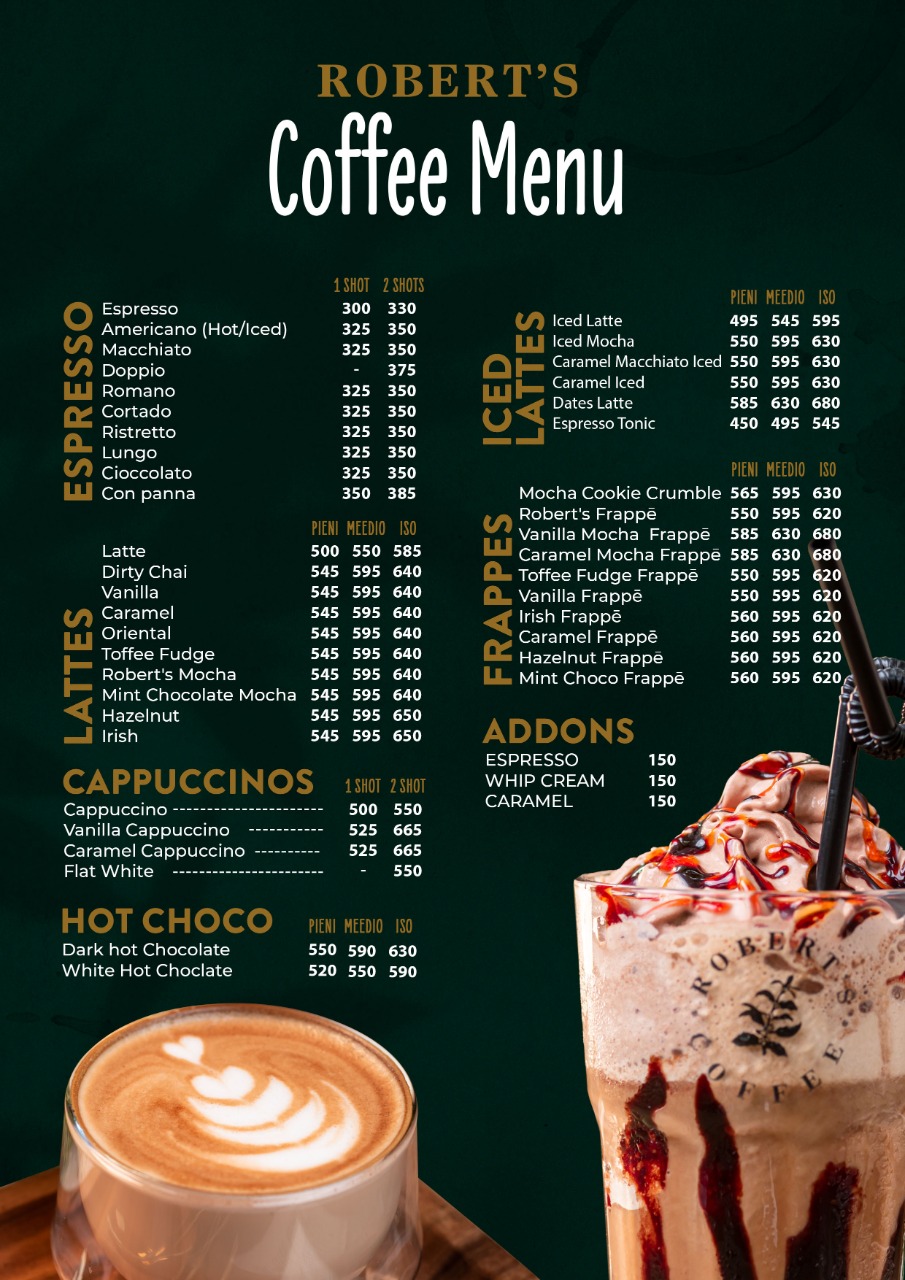 ROBERT'S
Coffee Menu
ESPRESSO
1 SHOT 2 SHOTS
Espresso 300 330
Americano (Hot/Iced) 325 350
Macchiato 325 350
Doppio - 375
Romano 325 350
Cortado 325 350
Ristretto 325 350
Lungo 325 350
Cioccolato 325 350
Con panna 350 385
LATTES
PIENI MEEDIO ISO
Latte 500 550 585
Dirty Chai 545 595 640
Vanilla 545 595 640
Caramel 545 595 640
Oriental 545 595 640
Toffee Fudge 545 595 640
Robert's Mocha 545 595 640
Mint Chocolate Mocha 545 595 640
Hazelnut 545 595 650
Irish 545 595 650
CAPPUCCINOS 1 SHOT 2 SHOT
Cappuccino ---------------------- 500 550
Vanilla Cappuccino ----------- 525 665
Caramel Cappuccino ---------- 525 665
Flat White ---------------------- - 550
HOT CHOCO PIENI MEEDIO ISO
Dark hot Chocolate 550 590 630
White Hot Choclate 520 550 590
ICED
LATTES
PIENI MEEDIO ISO
Iced Latte 495 545 595
Iced Mocha 550 595 630
Caramel Macchiato Iced 550 595 630
Caramel Iced 550 595 630
Dates Latte 585 630 680
Espresso Tonic 450 495 545
FRAPPES
PIENI MEEDIO ISO
Mocha Cookie Crumble 565 595 630
Robert's Frappē 550 595 620
Vanilla Mocha Frappē 585 630 680
Caramel Mocha Frappē 585 630 680
Toffee Fudge Frappē 550 595 620
Vanilla Frappē 550 595 620
Irish Frappē 560 595 620
Caramel Frappē 560 595 620
Hazelnut Frappē 560 595 620
Mint Choco Frappē 560 595 620
ADDONS
ESPRESSO 150
WHIP CREAM 150
CARAMEL 150
ROBERT'S
COFFEE